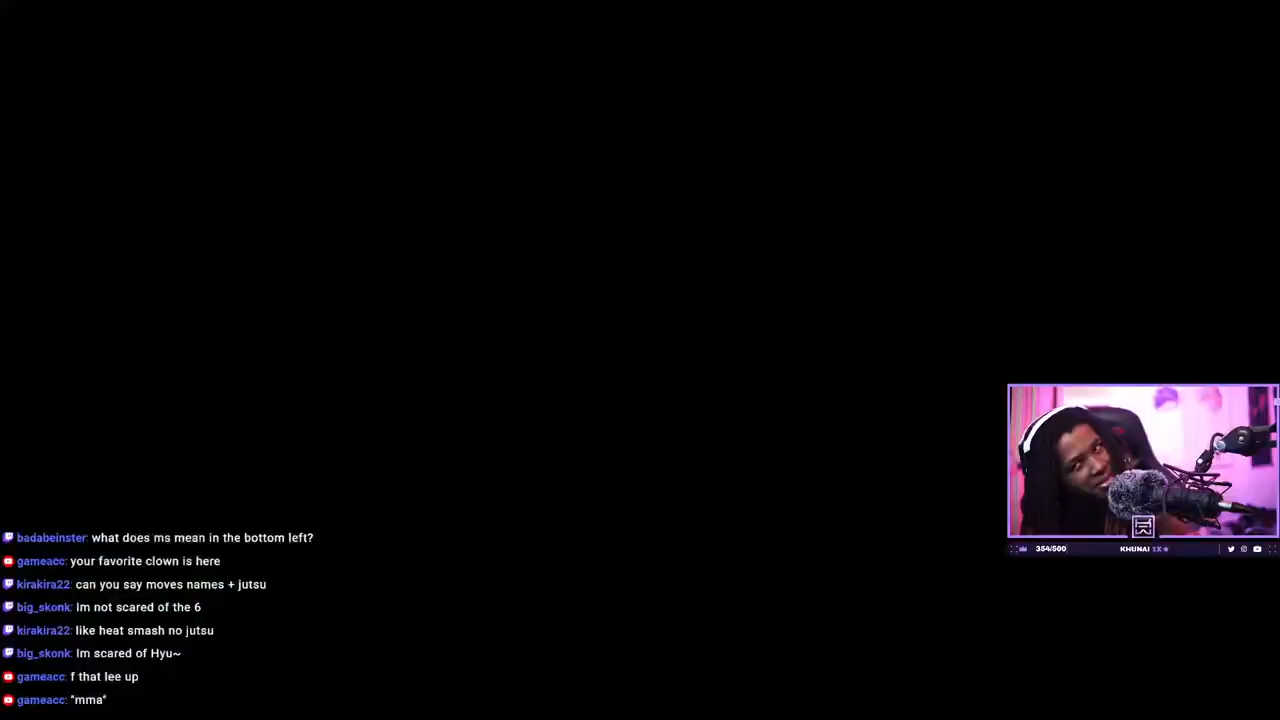 badabeinster: what does ms mean in the bottom left?
gameacc: your favorite clown is here
kirakira22: can you say moves names + jutsu
big_skonk: Im not scared of the 6
kirakira22: like heat smash no jutsu
big_skonk: Im scared of Hyu~
gameacc: f that lee up
gameacc: "mma"
354/500 KHUNAI 1X★